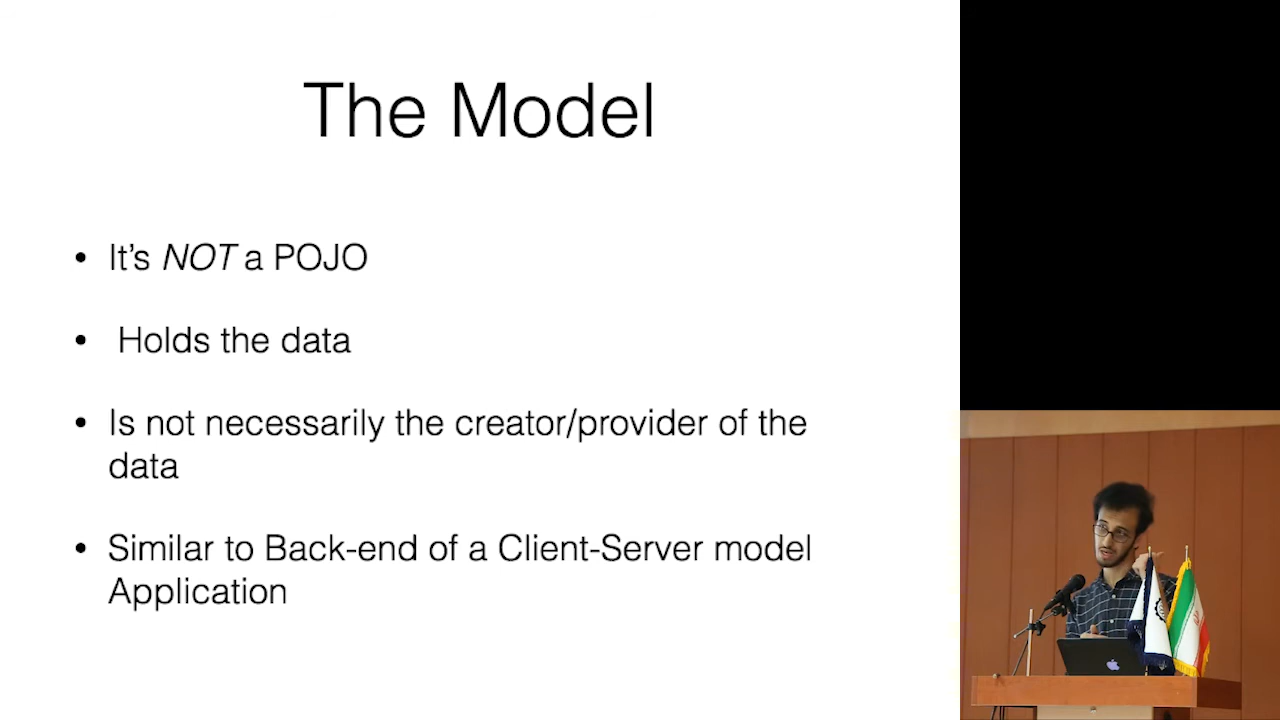 The Model
• It's NOT a POJO
• Holds the data
• Is not necessarily the creator/provider of the
data
• Similar to Back-end of a Client-Server model
Application